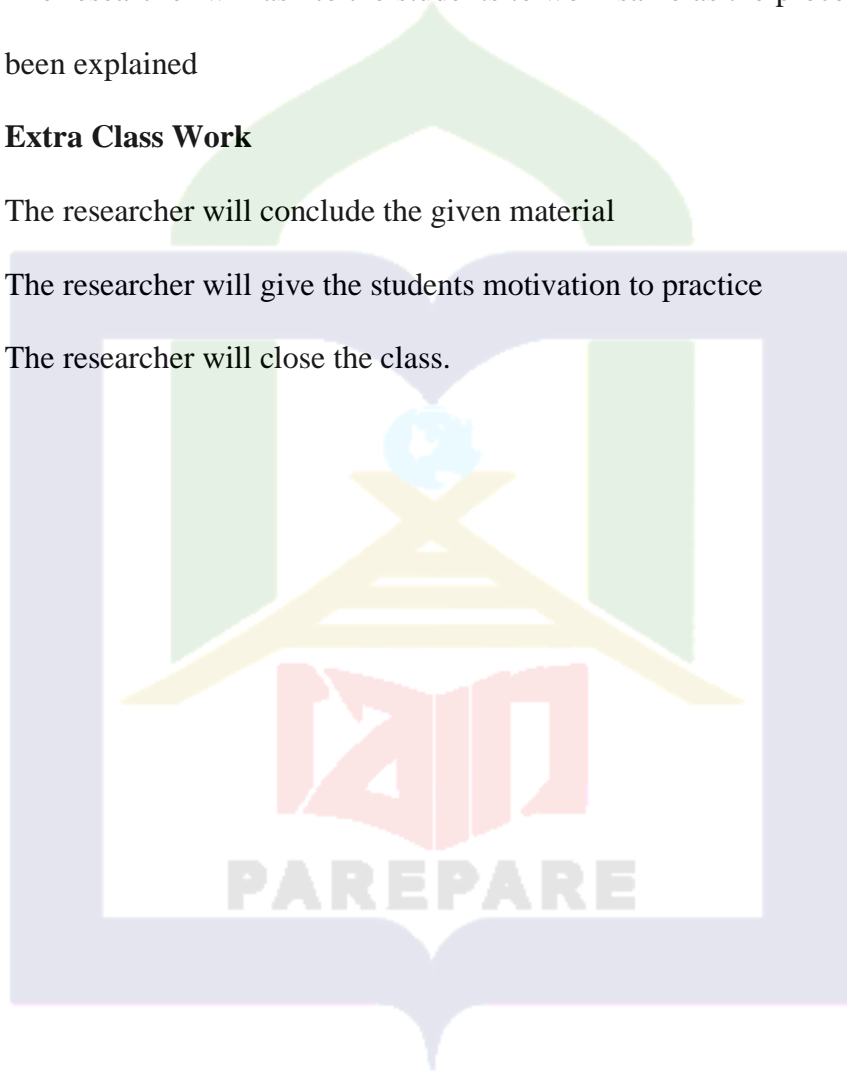 been explained
Extra Class Work
The researcher will conclude the given material
The researcher will give the students motivation to practice
The researcher will close the class.
PAREPARE